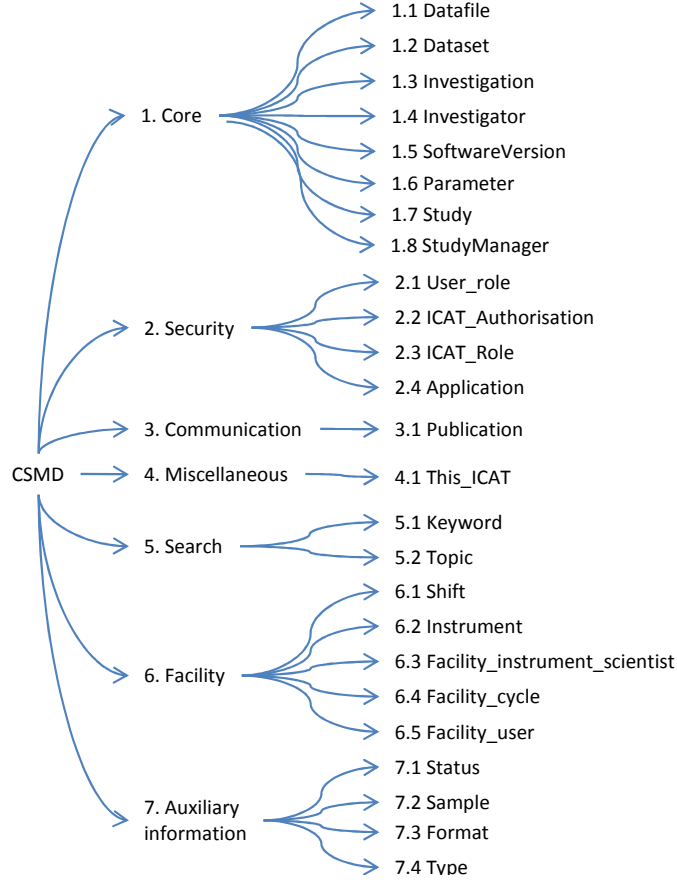 CSMD
1. Core
1.1 Datafile
1.2 Dataset
1.3 Investigation
1.4 Investigator
1.5 SoftwareVersion
1.6 Parameter
1.7 Study
1.8 StudyManager
2. Security
2.1 User_role
2.2 ICAT_Authorisation
2.3 ICAT_Role
2.4 Application
3. Communication
3.1 Publication
4. Miscellaneous
4.1 This_ICAT
5. Search
5.1 Keyword
5.2 Topic
6. Facility
6.1 Shift
6.2 Instrument
6.3 Facility_instrument_scientist
6.4 Facility_cycle
6.5 Facility_user
7. Auxiliary
information
7.1 Status
7.2 Sample
7.3 Format
7.4 Type